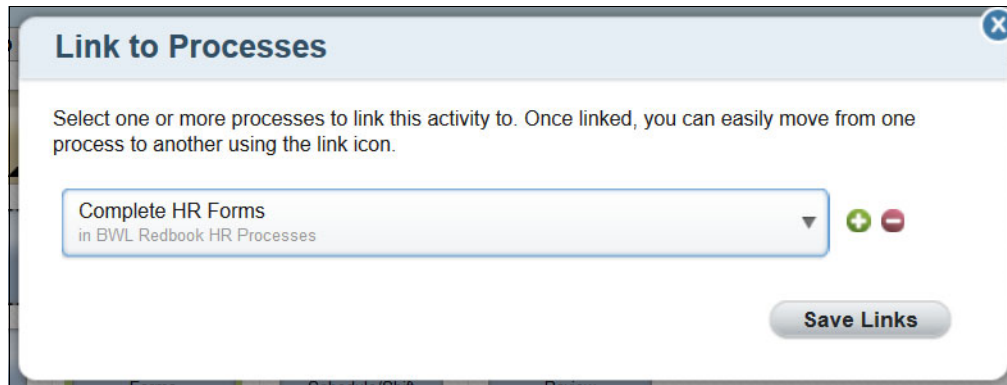 Link to Processes
Select one or more processes to link this activity to. Once linked, you can easily move from one
process to another using the link icon.
Complete HR Forms
in BWL Redbook HR Processes
Save Links